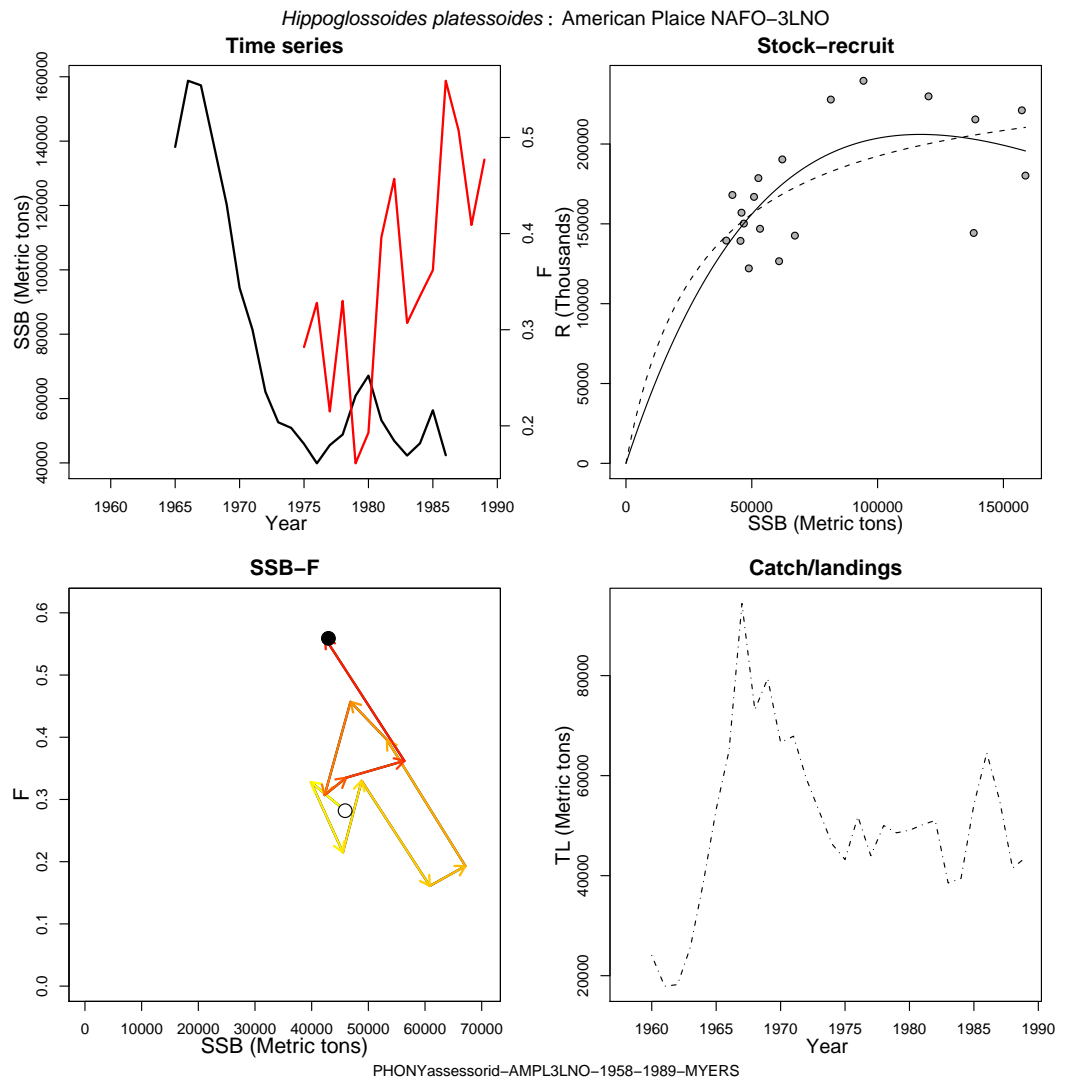 Hippoglossoides platessoides : American Plaice NAFO−3LNO
Time series
SSB (Metric tons)
40000 60000 80000 100000 120000 140000 160000
F
0.2 0.3 0.4 0.5
1960 1965 1970 1975 1980 1985 1990
Year
Stock−recruit
R (Thousands)
0 50000 100000 150000 200000
0 50000 100000 150000
SSB (Metric tons)
SSB−F
F
0.0 0.1 0.2 0.3 0.4 0.5 0.6
0 10000 20000 30000 40000 50000 60000 70000
SSB (Metric tons)
Catch/landings
TL (Metric tons)
20000 40000 60000 80000
1960 1965 1970 1975 1980 1985 1990
Year
PHONYassessorid−AMPL3LNO−1958−1989−MYERS